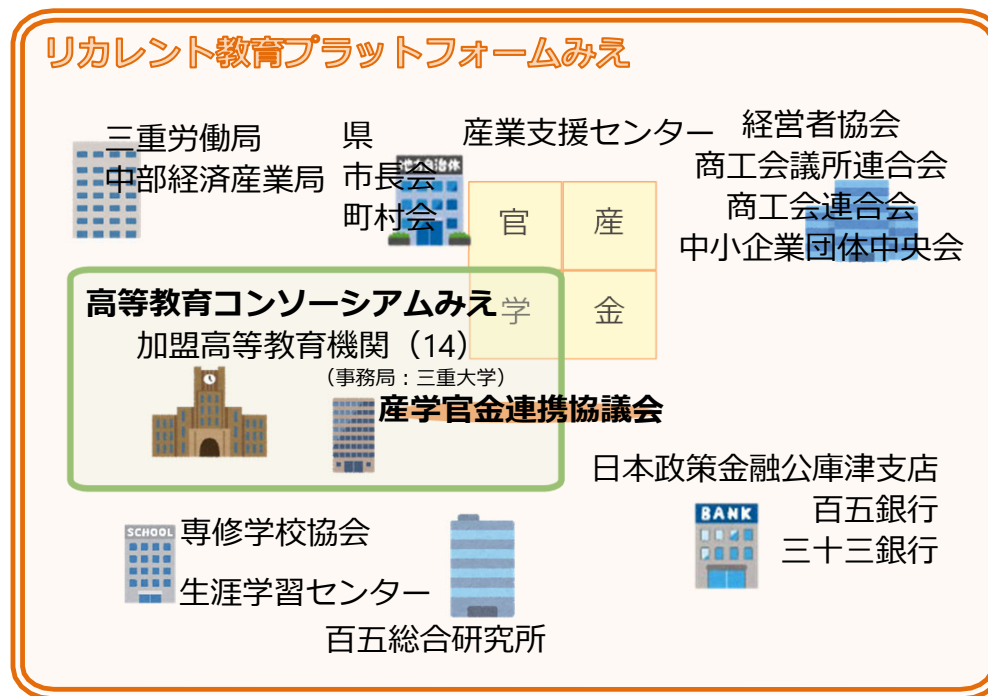 リカレント教育プラットフォームみえ
三重労働局
中部経済産業局
県
市長会
町村会
産業支援センター
経営者協会
商工会議所連合会
商工会連合会
中小企業団体中央会
官
産
学
金
高等教育コンソーシアムみえ
加盟高等教育機関（14）
（事務局：三重大学）
産学官金連携協議会
日本政策金融公庫津支店
百五銀行
三十三銀行
BANK
SCHOOL
専修学校協会
生涯学習センター
百五総合研究所